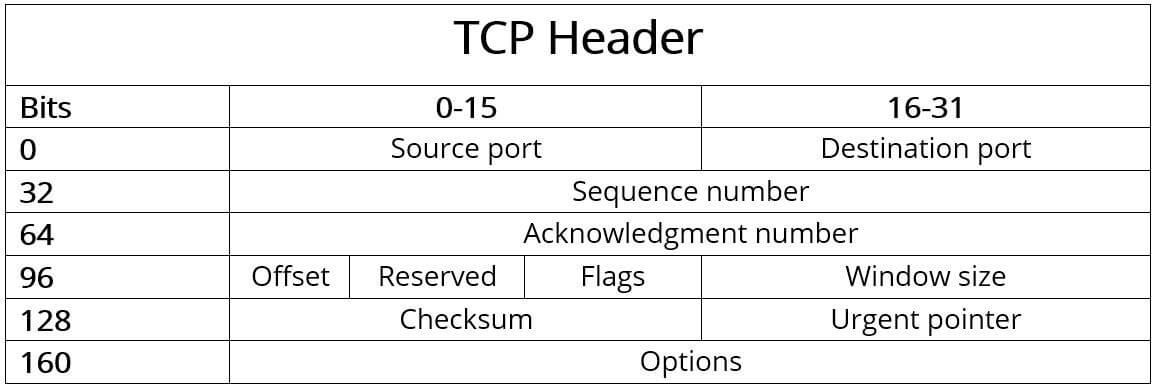 TCP Header
Bits 0-15 16-31
0 Source port Destination port
32 Sequence number
64 Acknowledgment number
96 Offset Reserved Flags Window size
128 Checksum Urgent pointer
160 Options